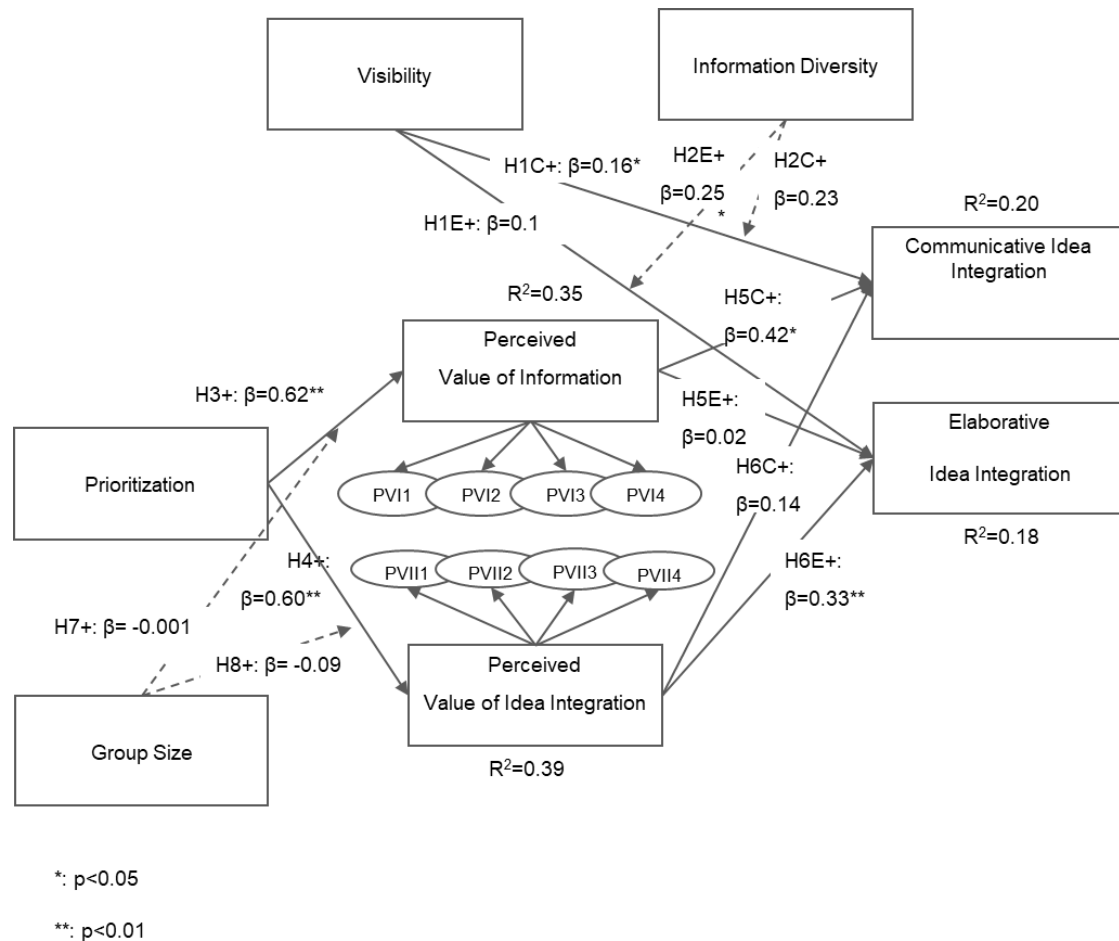 Visibility
Information Diversity
H1C+: β=0.16*
H2E+
β=0.25
*
H2C+
β=0.23
H1E+: β=0.1
R²=0.20
Communicative Idea
Integration
R²=0.35
Perceived
Value of Information
H5C+:
β=0.42*
H3+: β=0.62**
H5E+:
β=0.02
Elaborative
Idea Integration
R²=0.18
Prioritization
PVI1
PVI2
PVI3
PVI4
H6C+:
β=0.14
H4+:
β=0.60**
PVII1
PVII2
PVII3
PVII4
H6E+:
β=0.33**
H7+: β= -0.001
H8+: β= -0.09
Perceived
Value of Idea Integration
R²=0.39
Group Size
*: p<0.05
**: p<0.01